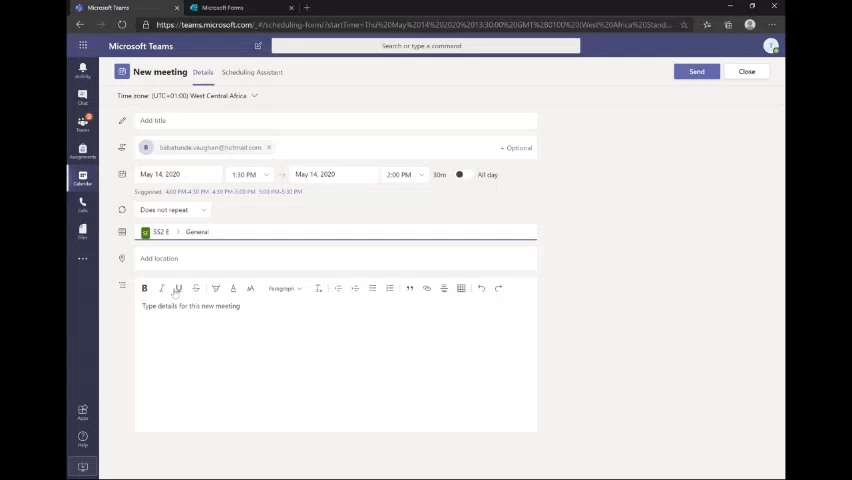 Microsoft Teams
Microsoft Forms
https://teams.microsoft.com/_#/scheduling-form/?startTime=Thu%20May%2014%202020%2013:30:00%20GMT%2B0100%20(West%20Africa%20Stand...
Microsoft Teams
Search or type a command
T
Activity
Chat
Teams
Assignments
Calendar
Calls
Files
Apps
Help
New meeting
Details
Scheduling Assistant
Send
Close
Time zone: (UTC+01:00) West Central Africa
Add title
B
babatunde.vaughan@hotmail.com
+ Optional
May 14, 2020
1:30 PM
May 14, 2020
2:00 PM
30m
All day
Suggested: 4:00 PM-4:30 PM 4:30 PM-5:00 PM 5:00 PM-5:30 PM
Does not repeat
SS2 E > General
Add location
B I U S A AA Paragraph
Type details for this new meeting